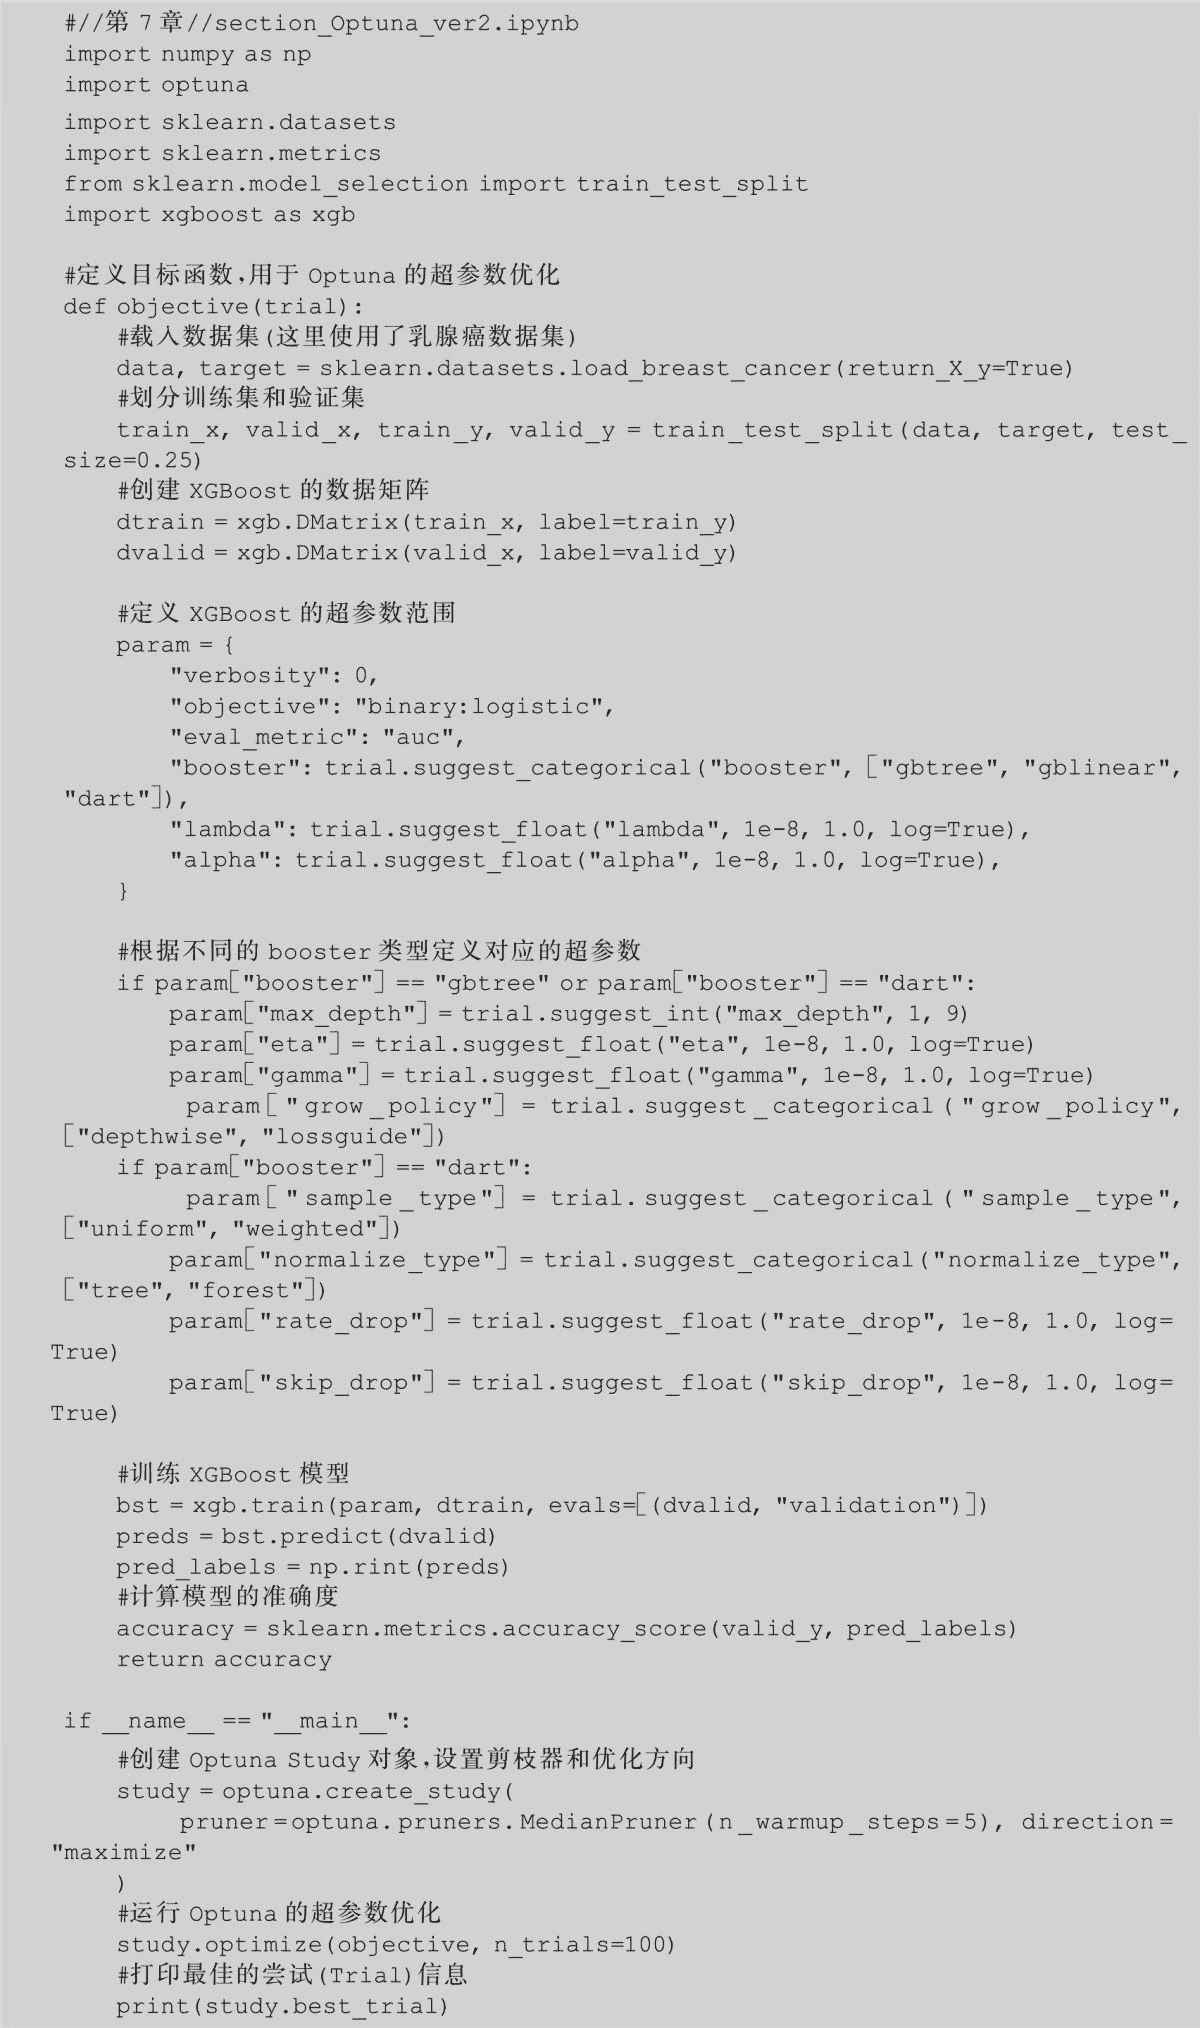 #//第 7 章//section_Optuna_ver2.ipynb
import numpy as np
import optuna
import sklearn.datasets
import sklearn.metrics
from sklearn.model_selection import train_test_split
import xgboost as xgb

#定义目标函数,用于 Optuna 的超参数优化
def objective(trial):
    #载入数据集(这里使用了乳腺癌数据集)
    data, target = sklearn.datasets.load_breast_cancer(return_X_y=True)
    #划分训练集和验证集
    train_x, valid_x, train_y, valid_y = train_test_split(data, target, test_
size=0.25)
    #创建 XGBoost 的数据矩阵
    dtrain = xgb.DMatrix(train_x, label=train_y)
    dvalid = xgb.DMatrix(valid_x, label=valid_y)

    #定义 XGBoost 的超参数范围
    param = {
        "verbosity": 0,
        "objective": "binary:logistic",
        "eval_metric": "auc",
        "booster": trial.suggest_categorical("booster", ["gbtree", "gblinear",
"dart"]),
        "lambda": trial.suggest_float("lambda", 1e-8, 1.0, log=True),
        "alpha": trial.suggest_float("alpha", 1e-8, 1.0, log=True),
    }

    #根据不同的 booster 类型定义对应的超参数
    if param["booster"] == "gbtree" or param["booster"] == "dart":
        param["max_depth"] = trial.suggest_int("max_depth", 1, 9)
        param["eta"] = trial.suggest_float("eta", 1e-8, 1.0, log=True)
        param["gamma"] = trial.suggest_float("gamma", 1e-8, 1.0, log=True)
        param["grow_policy"] = trial.suggest_categorical("grow_policy",
["depthwise", "lossguide"])
    if param["booster"] == "dart":
        param["sample_type"] = trial.suggest_categorical("sample_type",
["uniform", "weighted"])
        param["normalize_type"] = trial.suggest_categorical("normalize_type",
["tree", "forest"])
        param["rate_drop"] = trial.suggest_float("rate_drop", 1e-8, 1.0, log=
True)
        param["skip_drop"] = trial.suggest_float("skip_drop", 1e-8, 1.0, log=
True)

    #训练 XGBoost 模型
    bst = xgb.train(param, dtrain, evals=[(dvalid, "validation")])
    preds = bst.predict(dvalid)
    pred_labels = np.rint(preds)
    #计算模型的准确度
    accuracy = sklearn.metrics.accuracy_score(valid_y, pred_labels)
    return accuracy

if __name__ == "__main__":
    #创建 Optuna Study 对象,设置剪枝器和优化方向
    study = optuna.create_study(
        pruner=optuna.pruners.MedianPruner(n_warmup_steps=5), direction=
"maximize"
    )
    #运行 Optuna 的超参数优化
    study.optimize(objective, n_trials=100)
    #打印最佳的尝试(Trial)信息
    print(study.best_trial)